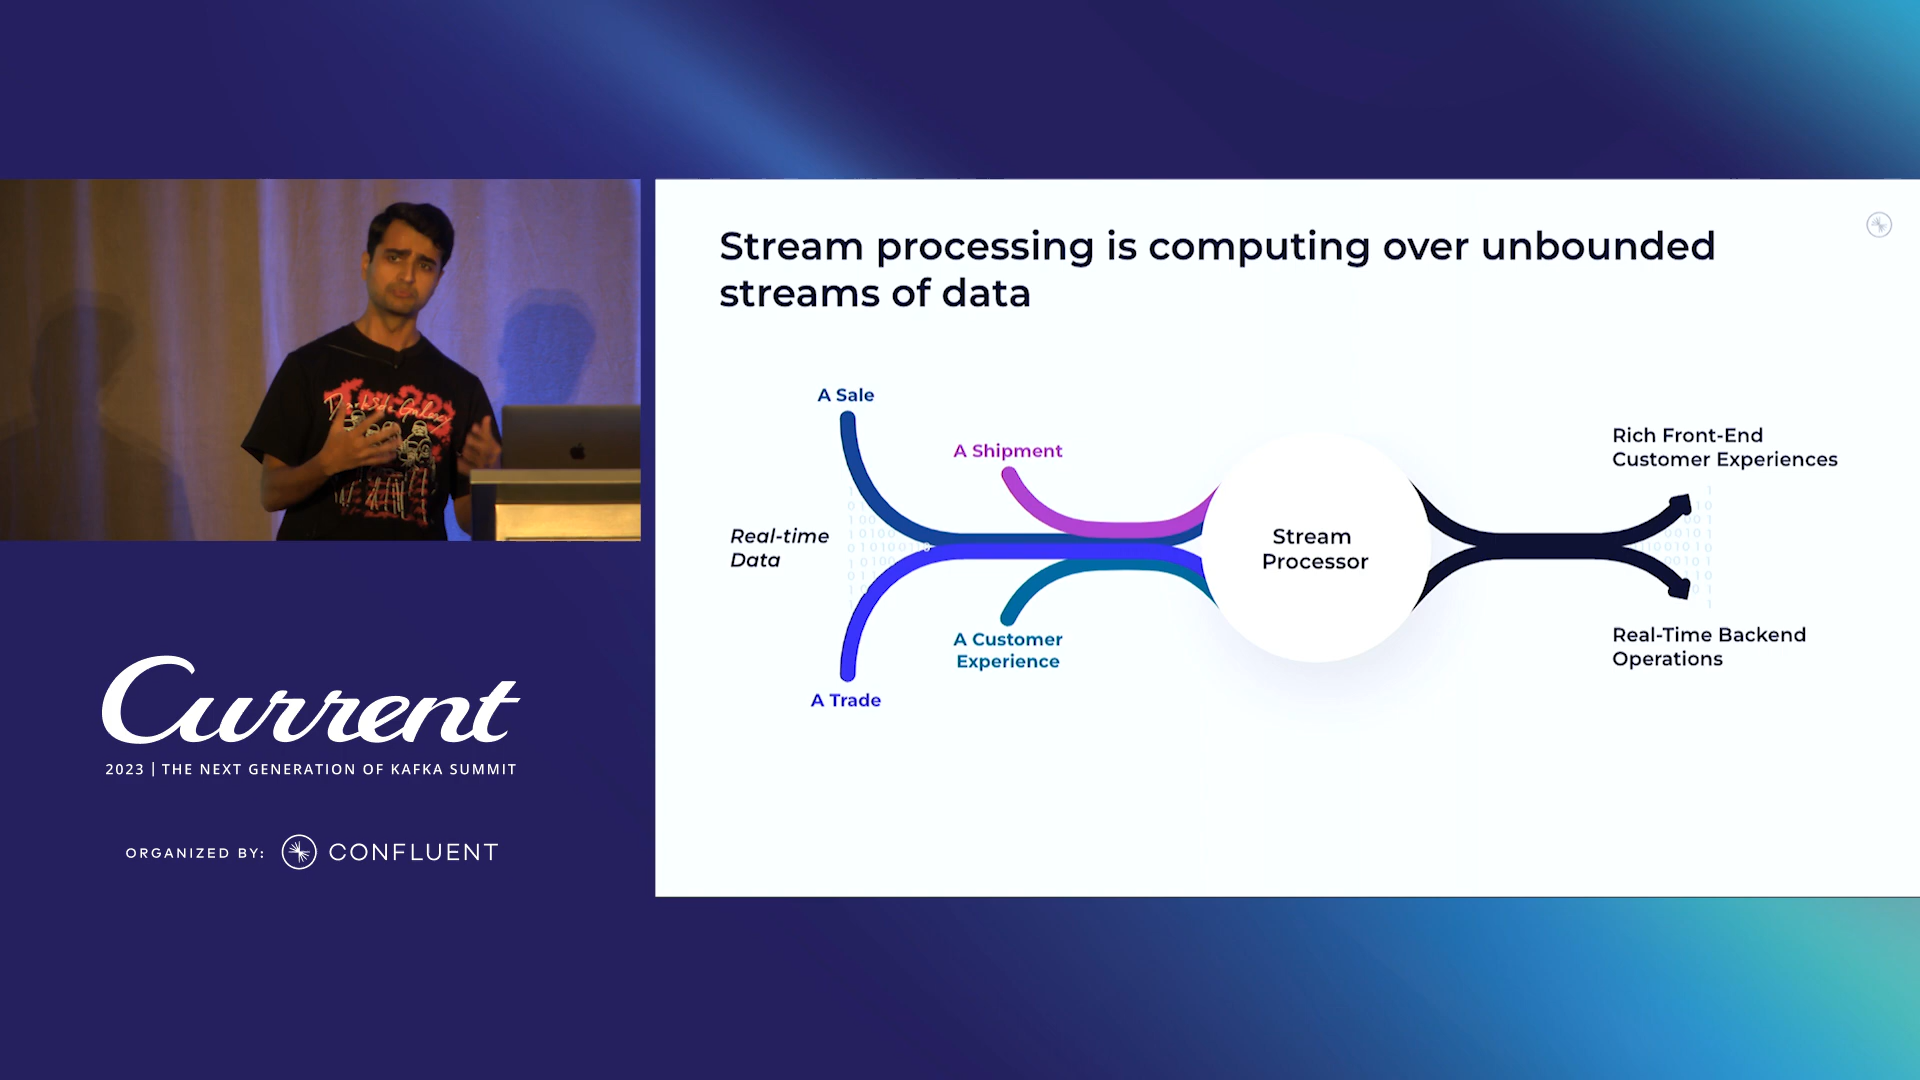 Stream processing is computing over unbounded
streams of data
A Sale
A Shipment
Real-time
Data
A Customer
Experience
A Trade
Stream
Processor
Rich Front-End
Customer Experiences
Real-Time Backend
Operations
Darkside Galaxy
Current
2023 | THE NEXT GENERATION OF KAFKA SUMMIT
ORGANIZED BY: CONFLUENT